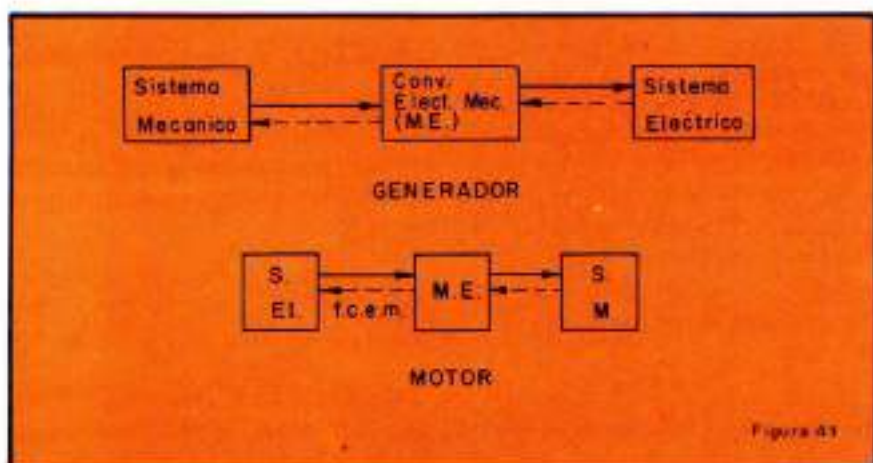 Sistema
Mecanico
Conv.
Elect. Mec.
(M.E.)
Sistema
Electrico
GENERADOR
S.
El.
f.c.e.m.
M.E.
S.
M
MOTOR
Figura 41